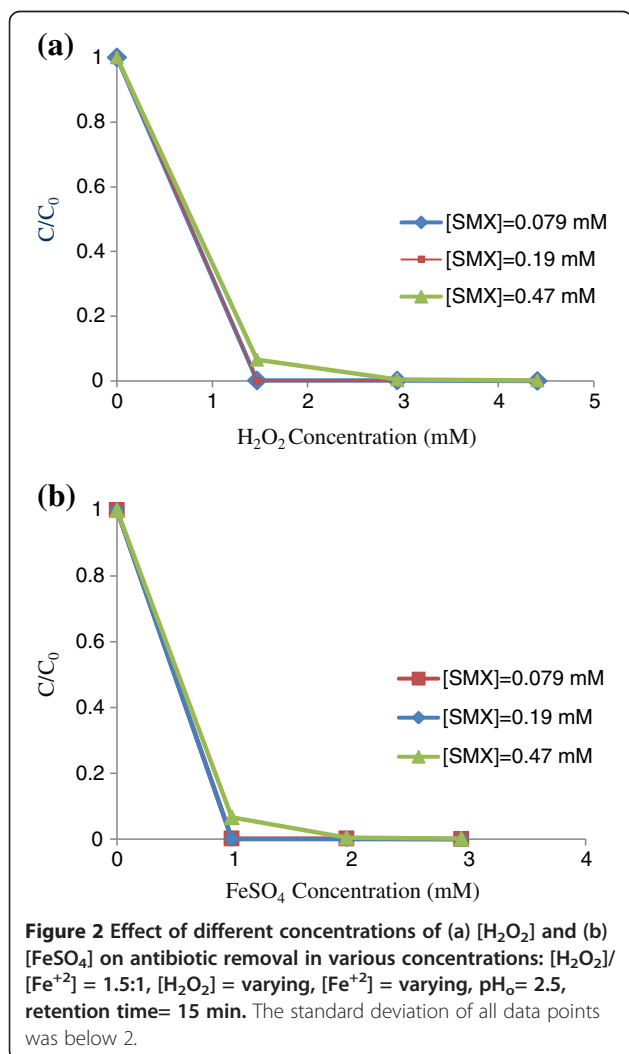 (a)
1
0.8
0.6
0.4
0.2
0
C/C₀
[SMX]=0.079 mM
[SMX]=0.19 mM
[SMX]=0.47 mM
0 1 2 3 4 5
H₂O₂ Concentration (mM)
(b)
1
0.8
0.6
0.4
0.2
0
C/C₀
[SMX]=0.079 mM
[SMX]=0.19 mM
[SMX]=0.47 mM
0 1 2 3 4
FeSO₄ Concentration (mM)
Figure 2 Effect of different concentrations of (a) [H₂O₂] and (b)
[FeSO₄] on antibiotic removal in various concentrations: [H₂O₂]/
[Fe⁺²] = 1.5:1, [H₂O₂] = varying, [Fe⁺²] = varying, pHₒ= 2.5,
retention time= 15 min. The standard deviation of all data points
was below 2.